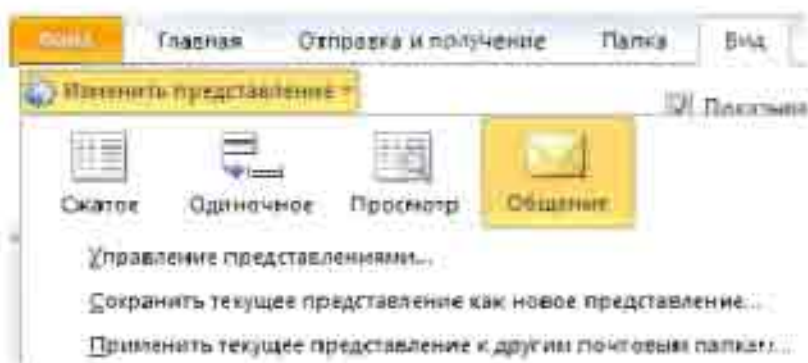 Файл Главная Отправка и получение Папка Вид
Изменить представление
Сжатое Одиночное Просмотр Общение
Управление представлениями...
Сохранить текущее представление как новое представление...
Применить текущее представление к другим почтовым папкам...